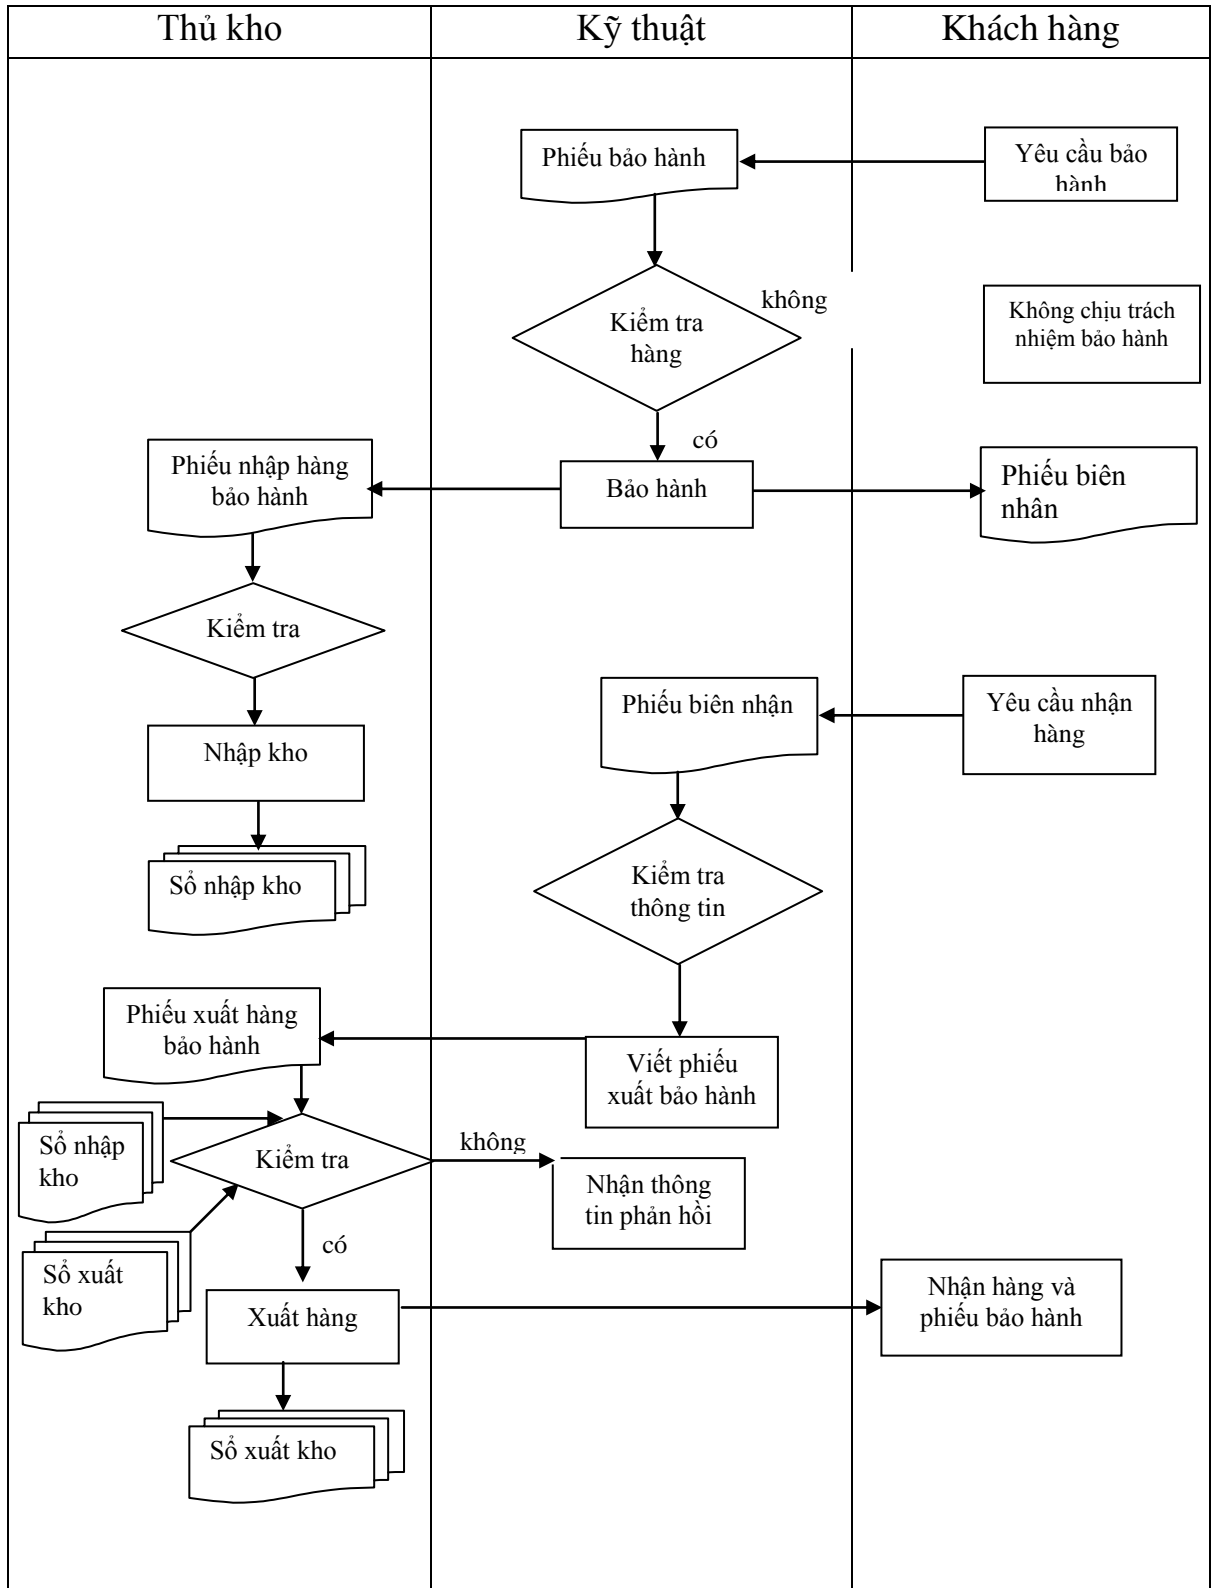 Thủ kho
Kỹ thuật
Khách hàng
Phiếu bảo hành
Yêu cầu bảo
hành
không
Kiểm tra
hàng
Không chịu trách
nhiệm bảo hành
có
Phiếu nhập hàng
bảo hành
Bảo hành
Phiếu biên
nhân
Kiểm tra
Phiếu biên nhận
Yêu cầu nhận
hàng
Nhập kho
Sổ nhập kho
Kiểm tra
thông tin
Phiếu xuất hàng
bảo hành
Viết phiếu
xuất bảo hành
Sổ nhập
kho
Kiểm tra
không
Nhận thông
tin phản hồi
có
Sổ xuất
kho
Xuất hàng
Nhận hàng và
phiếu bảo hành
Sổ xuất kho